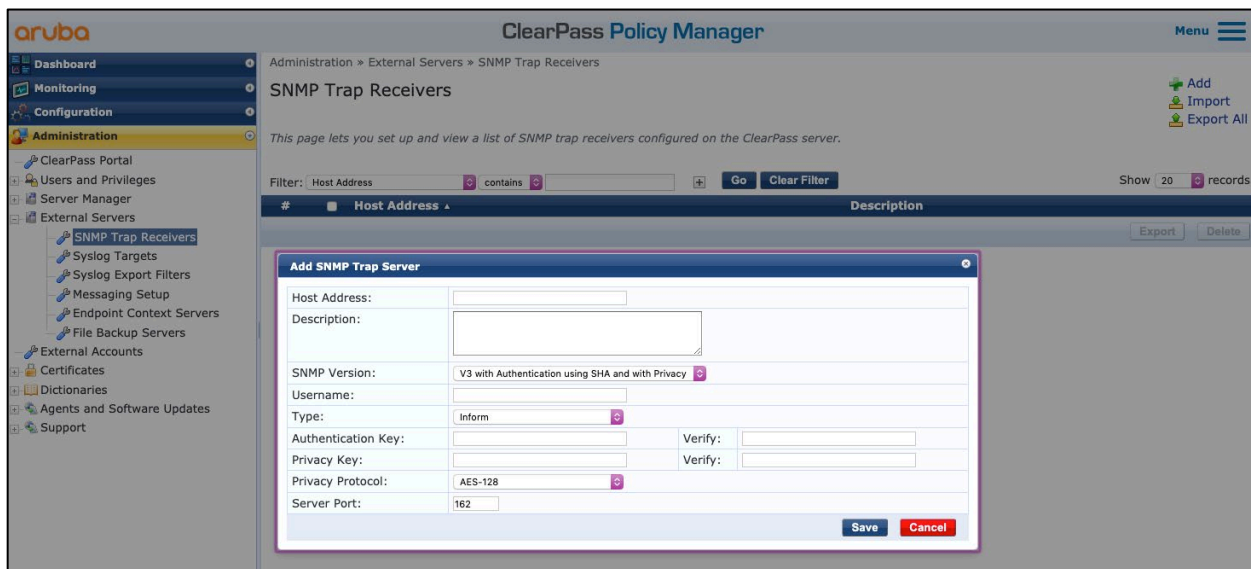 aruba
ClearPass Policy Manager
Menu
Dashboard
Monitoring
Configuration
Administration
ClearPass Portal
Users and Privileges
Server Manager
External Servers
SNMP Trap Receivers
Syslog Targets
Syslog Export Filters
Messaging Setup
Endpoint Context Servers
File Backup Servers
External Accounts
Certificates
Dictionaries
Agents and Software Updates
Support
Administration » External Servers » SNMP Trap Receivers
SNMP Trap Receivers
Add
Import
Export All
This page lets you set up and view a list of SNMP trap receivers configured on the ClearPass server.
Filter: Host Address contains + Go Clear Filter Show 20 records
# Host Address ▲ Description
Export Delete
Add SNMP Trap Server
Host Address:
Description:
SNMP Version: V3 with Authentication using SHA and with Privacy
Username:
Type: Inform
Authentication Key: Verify:
Privacy Key: Verify:
Privacy Protocol: AES-128
Server Port: 162
Save Cancel